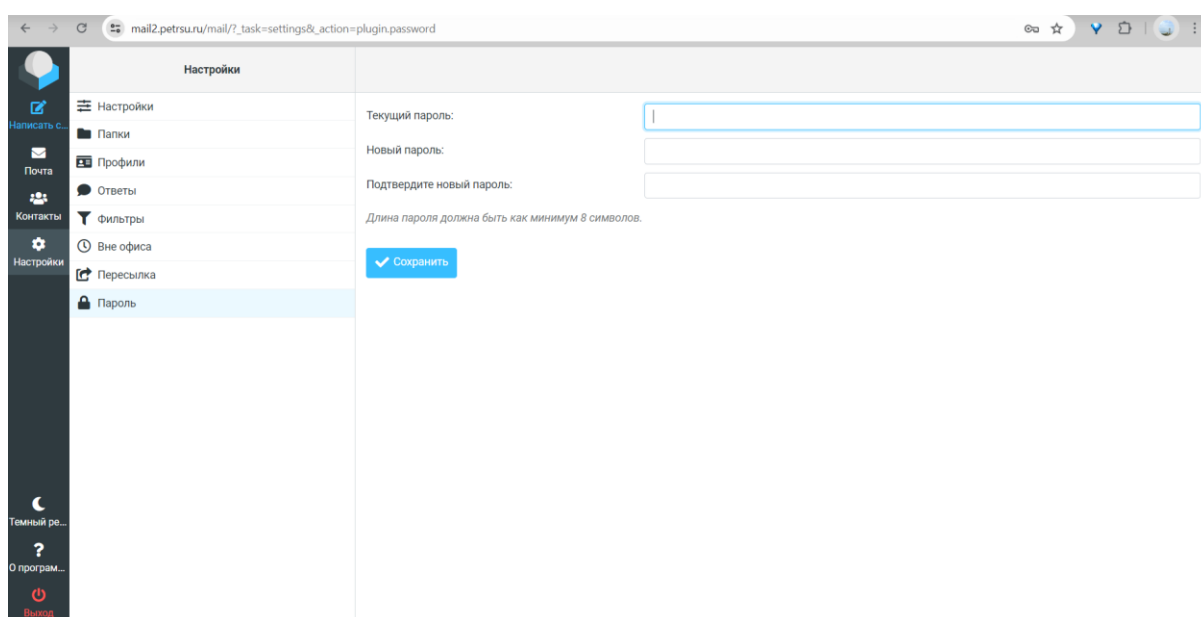 mail2.petrsu.ru/mail/?_task=settings&_action=plugin.password
Написать с...
Почта
Контакты
Настройки
Темный ре...
О програм...
Выход
Настройки
Настройки
Папки
Профили
Ответы
Фильтры
Вне офиса
Пересылка
Пароль
Текущий пароль:
Новый пароль:
Подтвердите новый пароль:
Длина пароля должна быть как минимум 8 символов.
Сохранить